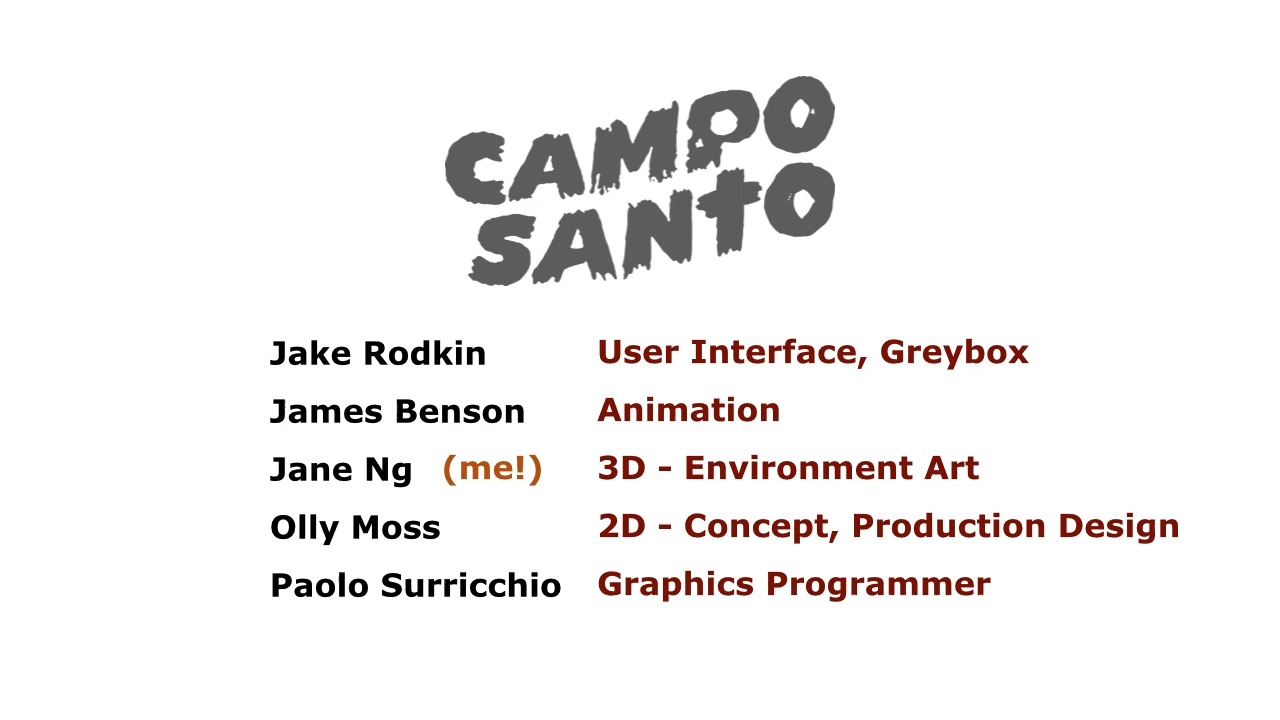 CAMPO
SANTO
Jake Rodkin User Interface, Greybox
James Benson Animation
Jane Ng (me!) 3D - Environment Art
Olly Moss 2D - Concept, Production Design
Paolo Surricchio Graphics Programmer